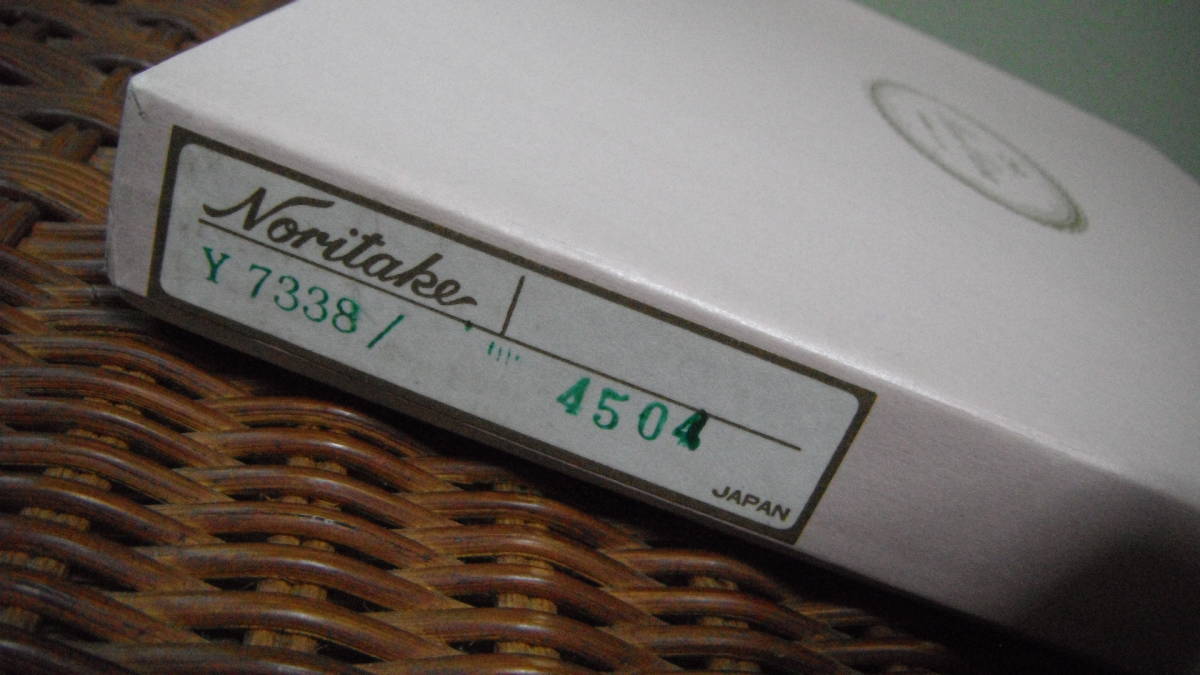 Noritake
Y 7338/
4504
JAPAN